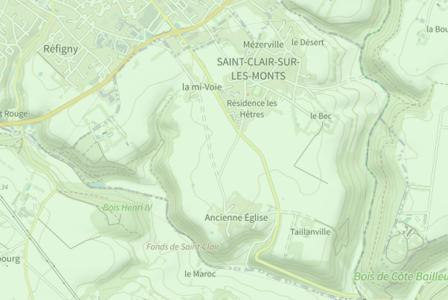 Mézerville
le Désert
la Bou
Réfigny
SAINT-CLAIR-SUR-
LES-MONTS
la mi-Voie
Résidence les
Hêtres
t Rouge
le Bec
Bois Henri IV
Ancienne Église
Taillanville
bourg
Fonds de Saint-Clair
le Maroc
Bois de Côte Bailleu